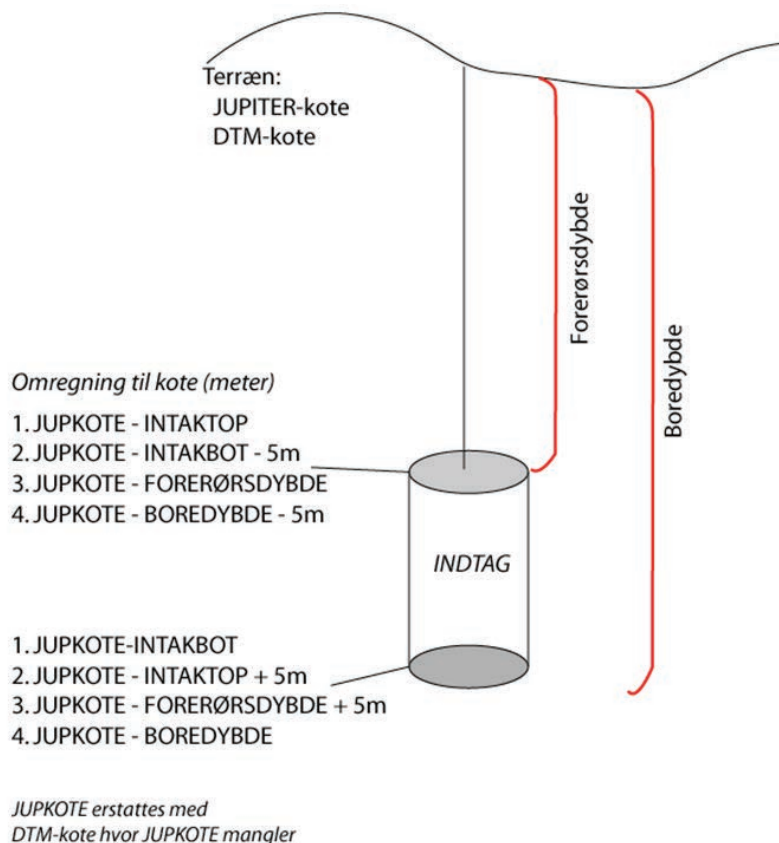 Terræn:
JUPITER-kote
DTM-kote
Forerørsdybde
Boredybde
Omregning til kote (meter)
1. JUPKOTE - INTAKTOP
2. JUPKOTE - INTAKBOT - 5m
3. JUPKOTE - FORERØRSDYBDE
4. JUPKOTE - BOREDYBDE - 5m
INDTAG
1. JUPKOTE-INTAKBOT
2. JUPKOTE - INTAKTOP + 5m
3. JUPKOTE - FORERØRSDYBDE + 5m
4. JUPKOTE - BOREDYBDE
JUPKOTE erstattes med
DTM-kote hvor JUPKOTE mangler